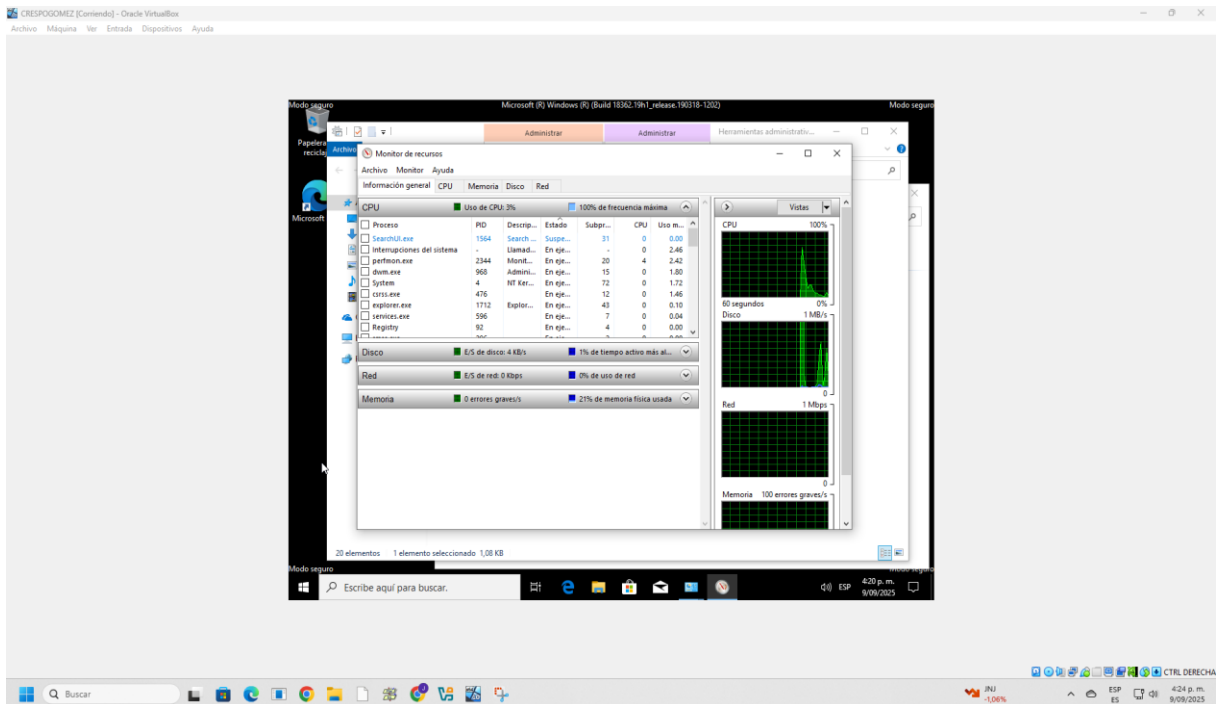 CRESPOGOMEZ [Corriendo] - Oracle VirtualBox
Archivo Máquina Ver Entrada Dispositivos Ayuda
Modo seguro Microsoft (R) Windows (R) (Build 18362.19h1_release.190318-1202) Modo seguro
Papelera
recicla
Microsoft
Administrar Administrar Herramientas administrativ...
Archivo
Monitor de recursos
Archivo Monitor Ayuda
Información general CPU Memoria Disco Red
CPU Uso de CPU: 3% 100% de frecuencia máxima
Proceso PID Descrip... Estado Subpr... CPU Uso m...
SearchUI.exe 1564 Search ... Suspe... 31 0 0.00
Interrupciones del sistema - Llamad... En eje... - 0 2.46
perfmon.exe 2344 Monit... En eje... 20 4 2.42
dwm.exe 968 Admini... En eje... 15 0 1.80
System 4 NT Ker... En eje... 72 0 1.72
csrss.exe 476 En eje... 12 0 1.46
explorer.exe 1712 Explor... En eje... 43 0 0.10
services.exe 596 En eje... 7 0 0.04
Registry 92 En eje... 4 0 0.00
Disco E/S de disco: 4 KB/s 1% de tiempo activo más al...
Red E/S de red: 0 Kbps 0% de uso de red
Memoria 0 errores graves/s 21% de memoria física usada
Vistas
CPU 100%
60 segundos 0%
Disco 1 MB/s
0
Red 1 Mbps
0
Memoria 100 errores graves/s
20 elementos 1 elemento seleccionado 1,08 KB
Modo seguro Modo seguro
Escribe aquí para buscar.
ESP 4:20 p. m.
9/09/2025
CTRL DERECHA
Buscar
JNJ
-1,06%
ESP
ES
4:24 p. m.
9/09/2025